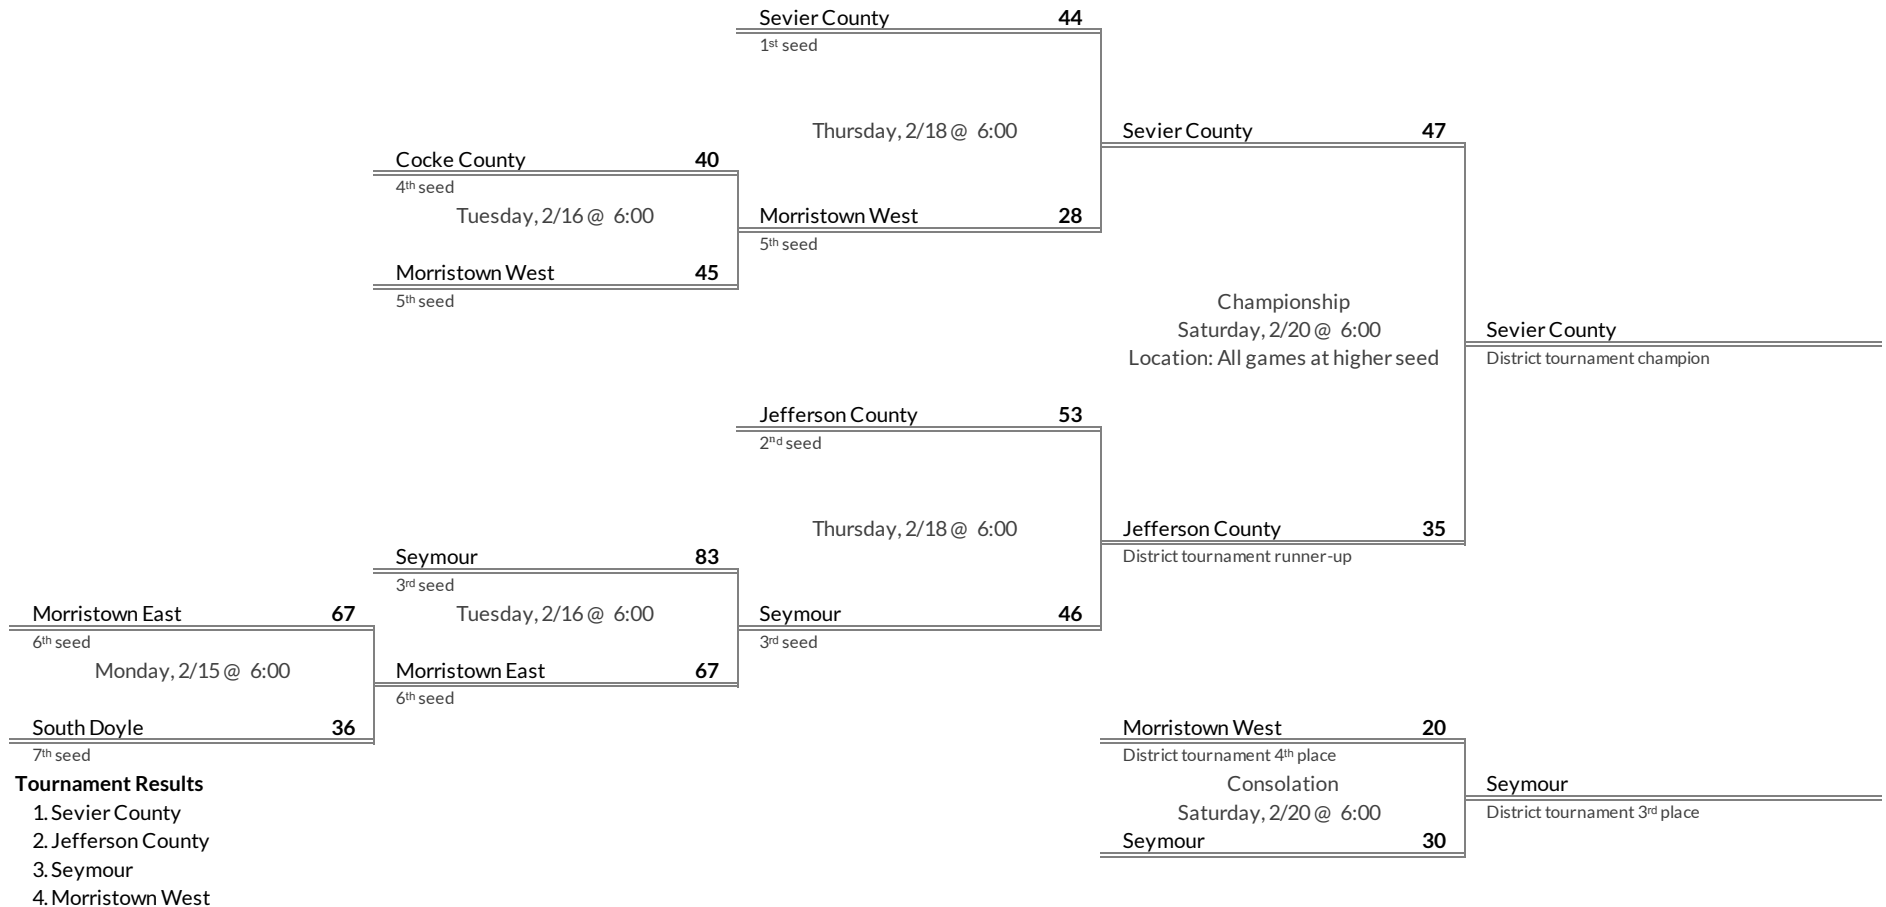 Sevier County 44
1st seed
Thursday, 2/18 @ 6:00
Sevier County 47
Cocke County 40
4th seed
Tuesday, 2/16 @ 6:00
Morristown West 28
5th seed
Morristown West 45
5th seed
Championship
Saturday, 2/20 @ 6:00
Location: All games at higher seed
Sevier County
District tournament champion
Jefferson County 53
2nd seed
Thursday, 2/18 @ 6:00
Jefferson County 35
District tournament runner-up
Seymour 83
3rd seed
Tuesday, 2/16 @ 6:00
Seymour 46
3rd seed
Morristown East 67
6th seed
Monday, 2/15 @ 6:00
Morristown East 67
6th seed
South Doyle 36
7th seed
Morristown West 20
District tournament 4th place
Consolation
Saturday, 2/20 @ 6:00
Seymour 30
Seymour
District tournament 3rd place
Tournament Results
1. Sevier County
2. Jefferson County
3. Seymour
4. Morristown West